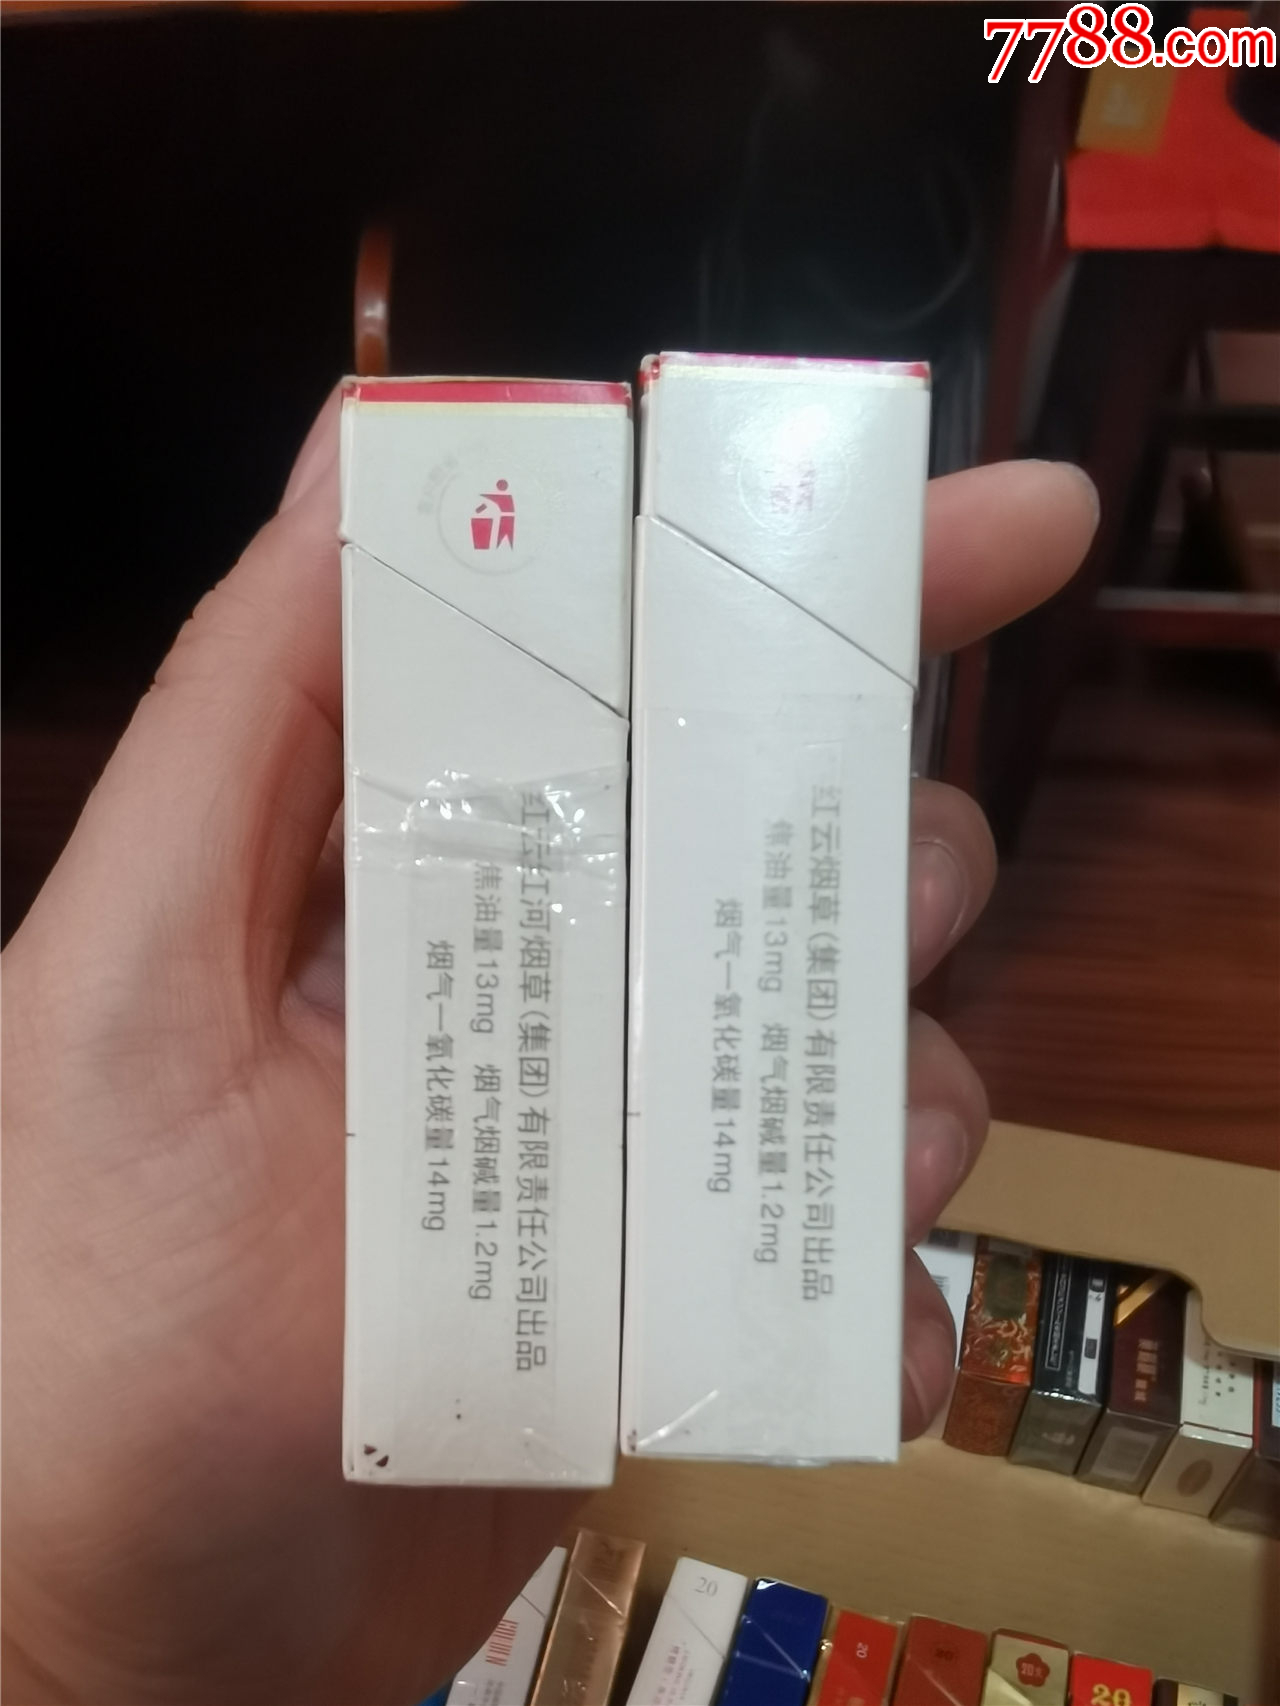 7788.com
红云红河烟草(集团)有限责任公司出品
焦油量13mg 烟气烟碱量1.2mg
烟气一氧化碳量14mg
红云烟草(集团)有限责任公司出品
焦油量13mg 烟气烟碱量1.2mg
烟气一氧化碳量14mg
20
20
20
20